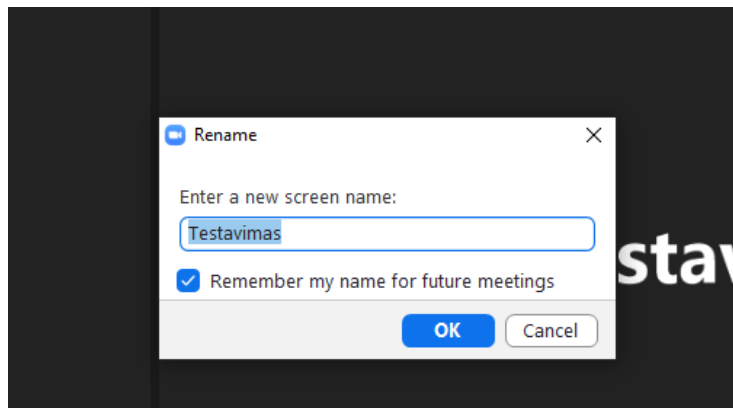 Rename
Enter a new screen name:
Testavimas
Remember my name for future meetings
OK
Cancel